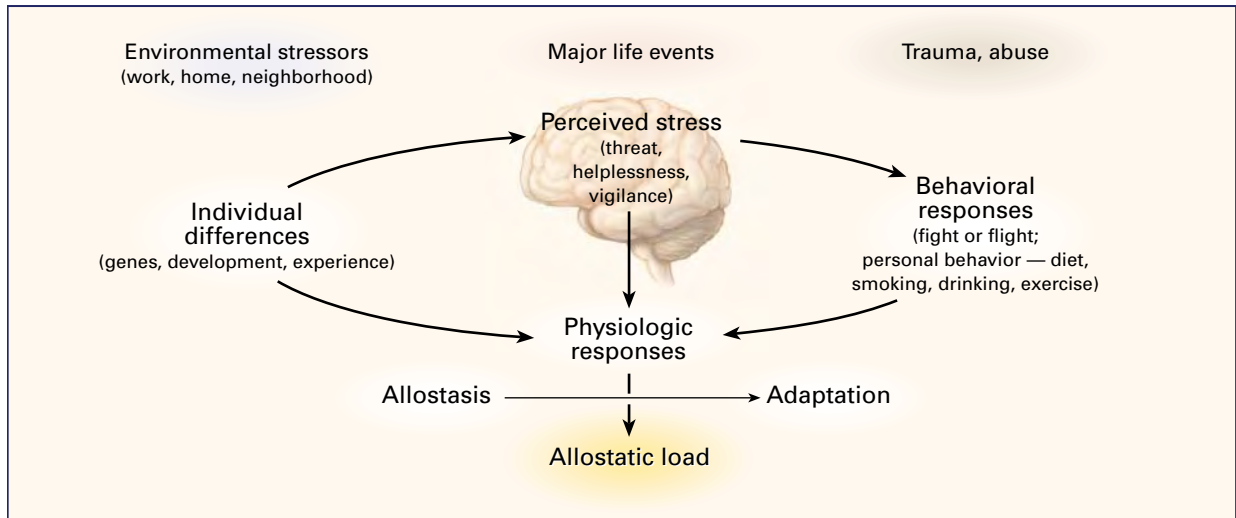 Environmental stressors
(work, home, neighborhood)
Major life events
Trauma, abuse
Perceived stress
(threat,
helplessness,
vigilance)
Individual
differences
(genes, development, experience)
Behavioral
responses
(fight or flight;
personal behavior — diet,
smoking, drinking, exercise)
Physiologic
responses
Allostasis
Adaptation
Allostatic load